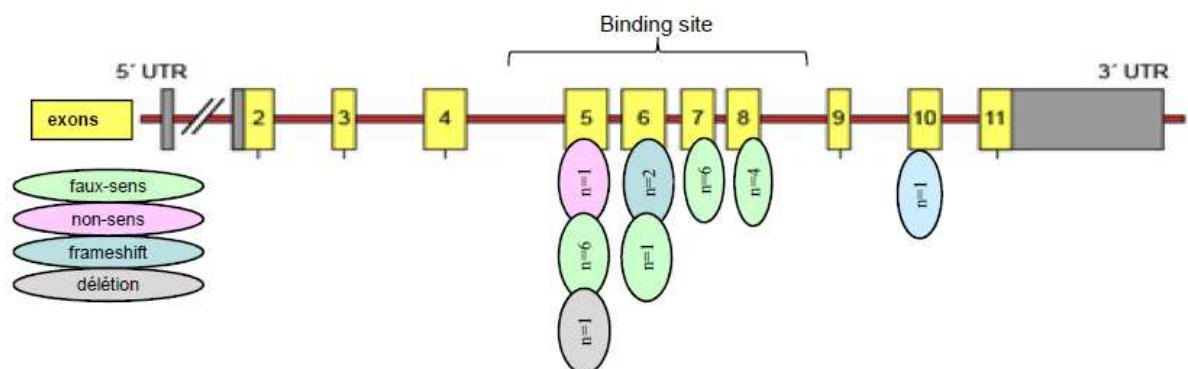 Binding site
5´ UTR
3´ UTR
exons
2 3 4 5 6 7 8 9 10 11
faux-sens
non-sens
frameshift
délétion
n=1
n=2
n=6
n=4
n=1
n=6
n=1
n=1